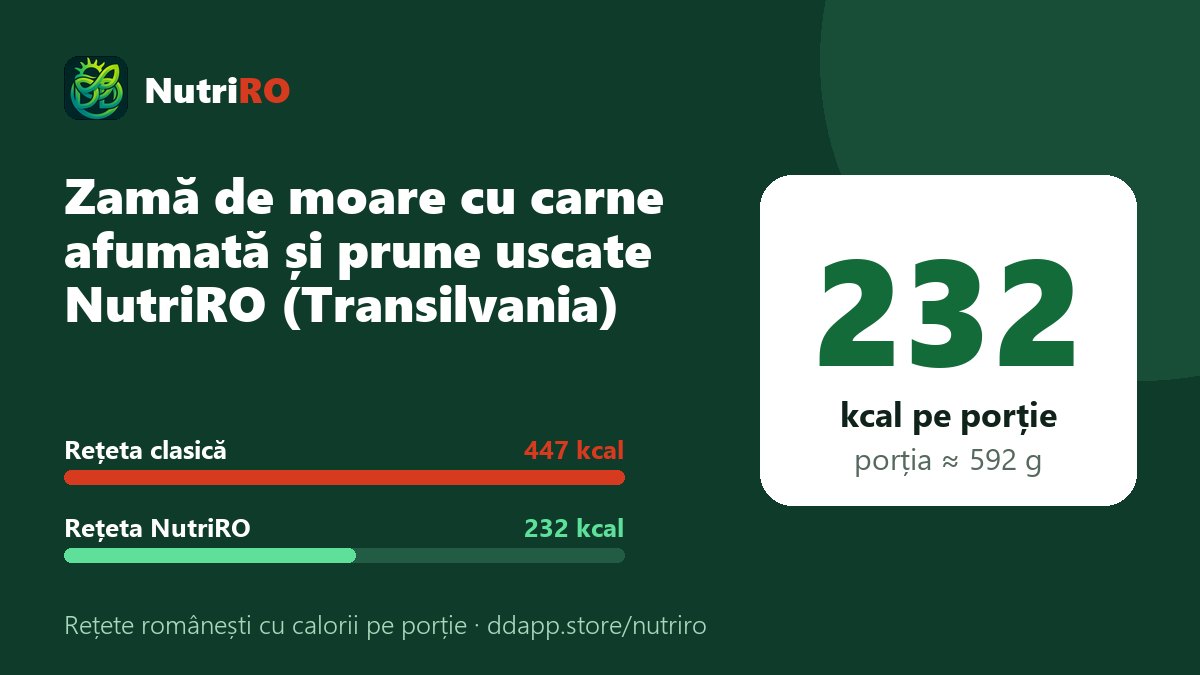 NutriRO
Zamă de moare cu carne
afumată și prune uscate
NutriRO (Transilvania)
Rețeta clasică 447 kcal
Rețeta NutriRO 232 kcal
232
kcal pe porție
porția ≈ 592 g
Rețete românești cu calorii pe porție · ddapp.store/nutriro